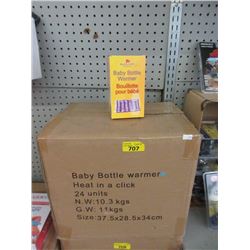 Baby Bottle
Warmer
Bouillotte
pour bébé
707
Baby Bottle warmer
Heat in a click
24 units
N.W:10.3 kgs
G.W: 11kgs
Size:37.5x28.5x34cm